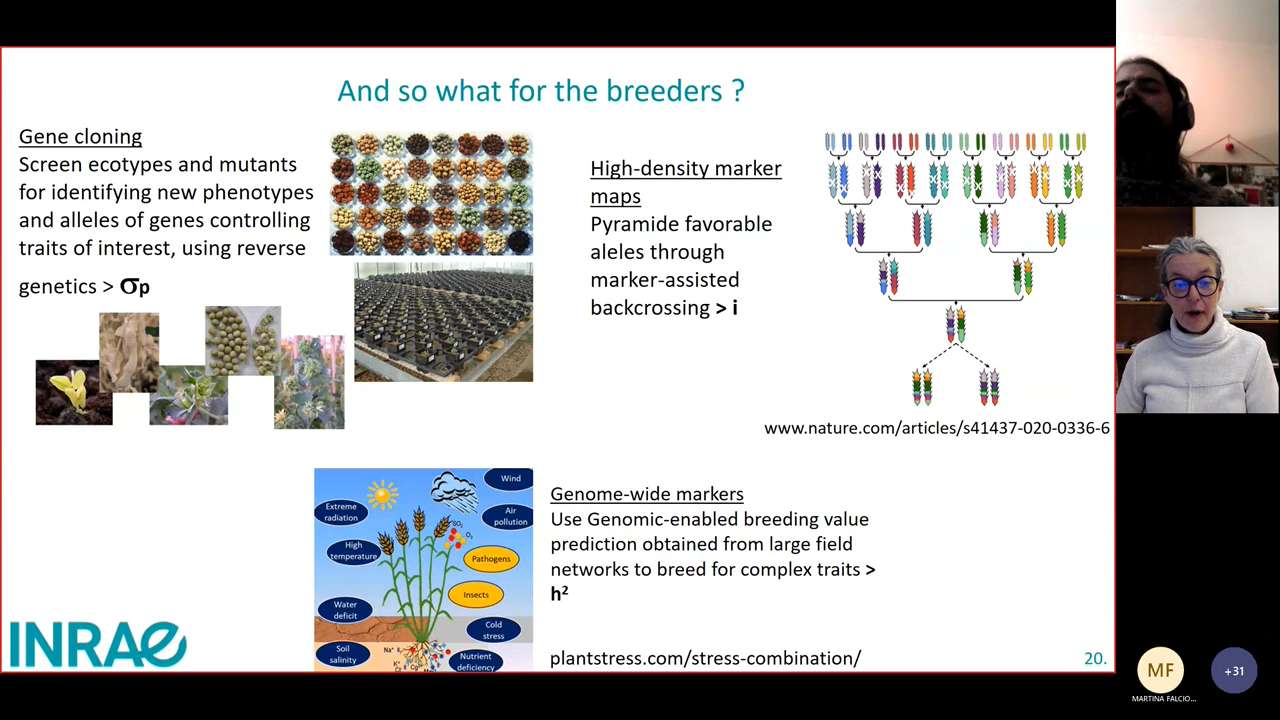 And so what for the breeders ?
Gene cloning
Screen ecotypes and mutants
for identifying new phenotypes
and alleles of genes controlling
traits of interest, using reverse
genetics > σp
High-density marker
maps
Pyramide favorable
aleles through
marker-assisted
backcrossing > i
www.nature.com/articles/s41437-020-0336-6
Wind
Extreme
radiation
Air
pollution
SO₂
O₃
High
temperature
Pathogens
Insects
Water
deficit
Cold
stress
Soil
salinity
Na⁺
K⁺
Nutrient
deficiency
Genome-wide markers
Use Genomic-enabled breeding value
prediction obtained from large field
networks to breed for complex traits >
h²
plantstress.com/stress-combination/
INRAE
20.
MF
MARTINA FALCIO...
+31